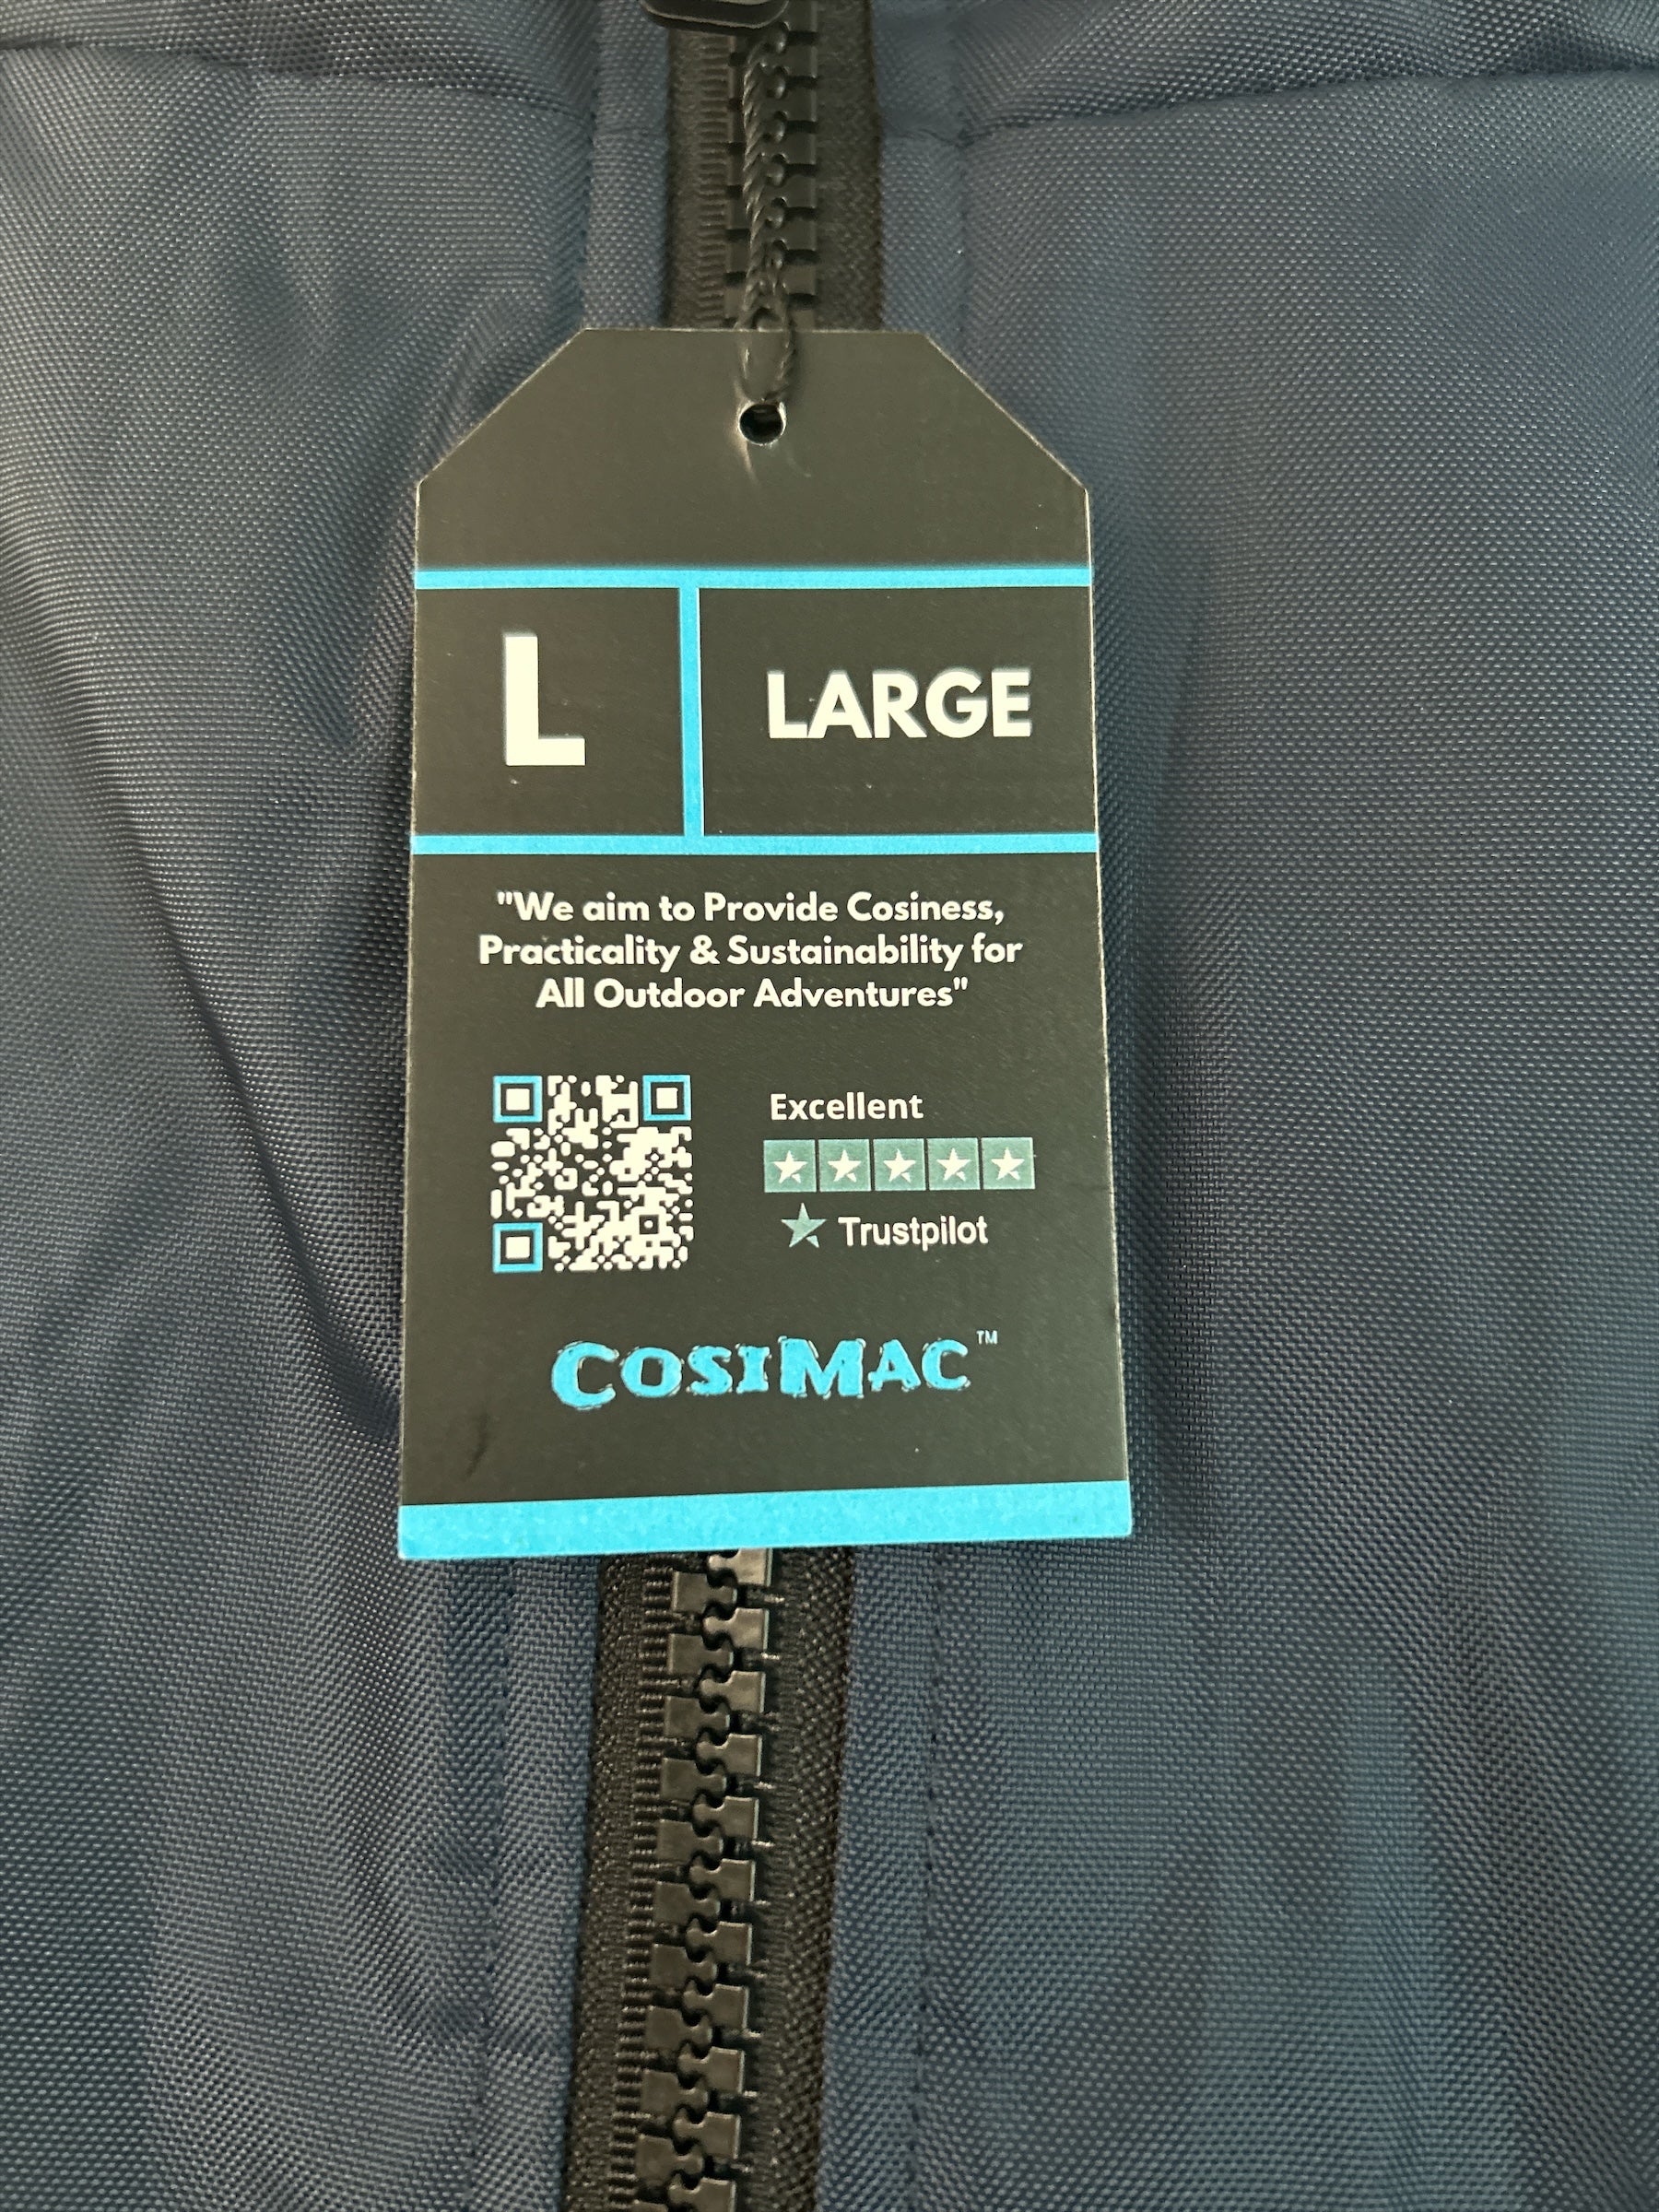 L
LARGE
"We aim to Provide Cosiness,
Practicality & Sustainability for
All Outdoor Adventures"
Excellent
Trustpilot
COSIMAC™